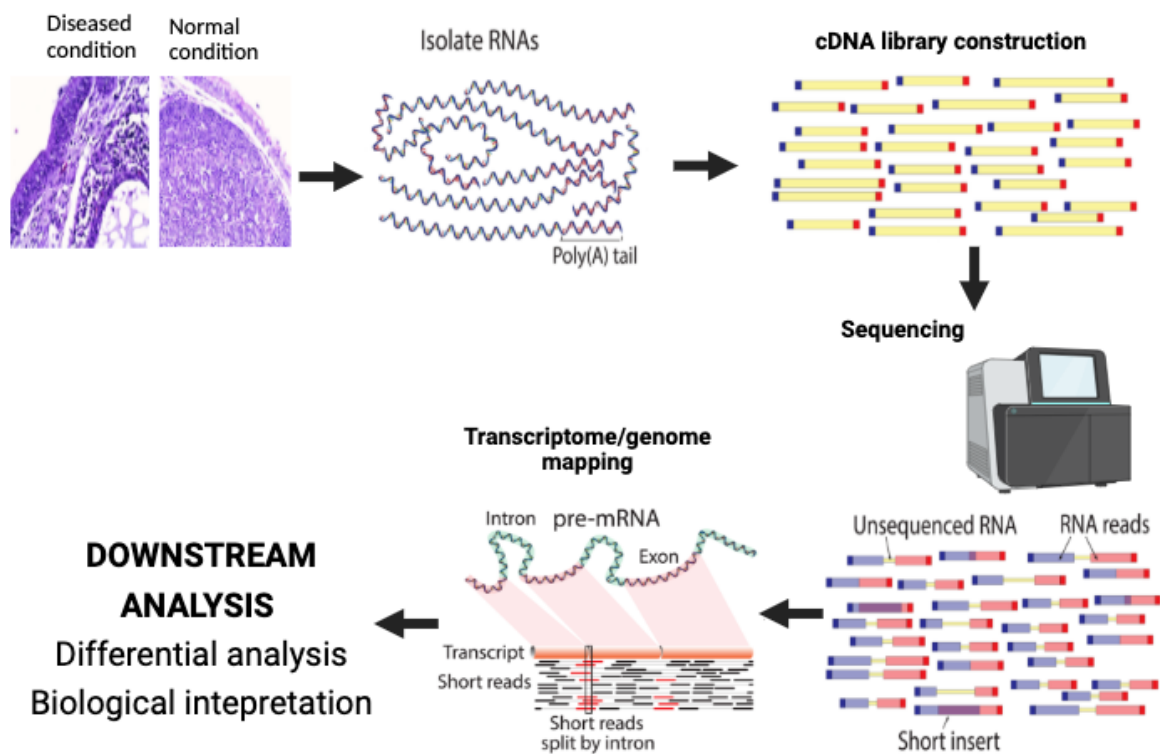 Diseased
condition
Normal
condition
Isolate RNAs
Poly(A) tail
cDNA library construction
Sequencing
Unsequenced RNA
RNA reads
Short insert
Transcriptome/genome
mapping
Intron
pre-mRNA
Exon
Transcript
Short reads
Short reads
split by intron
DOWNSTREAM
ANALYSIS
Differential analysis
Biological intepretation